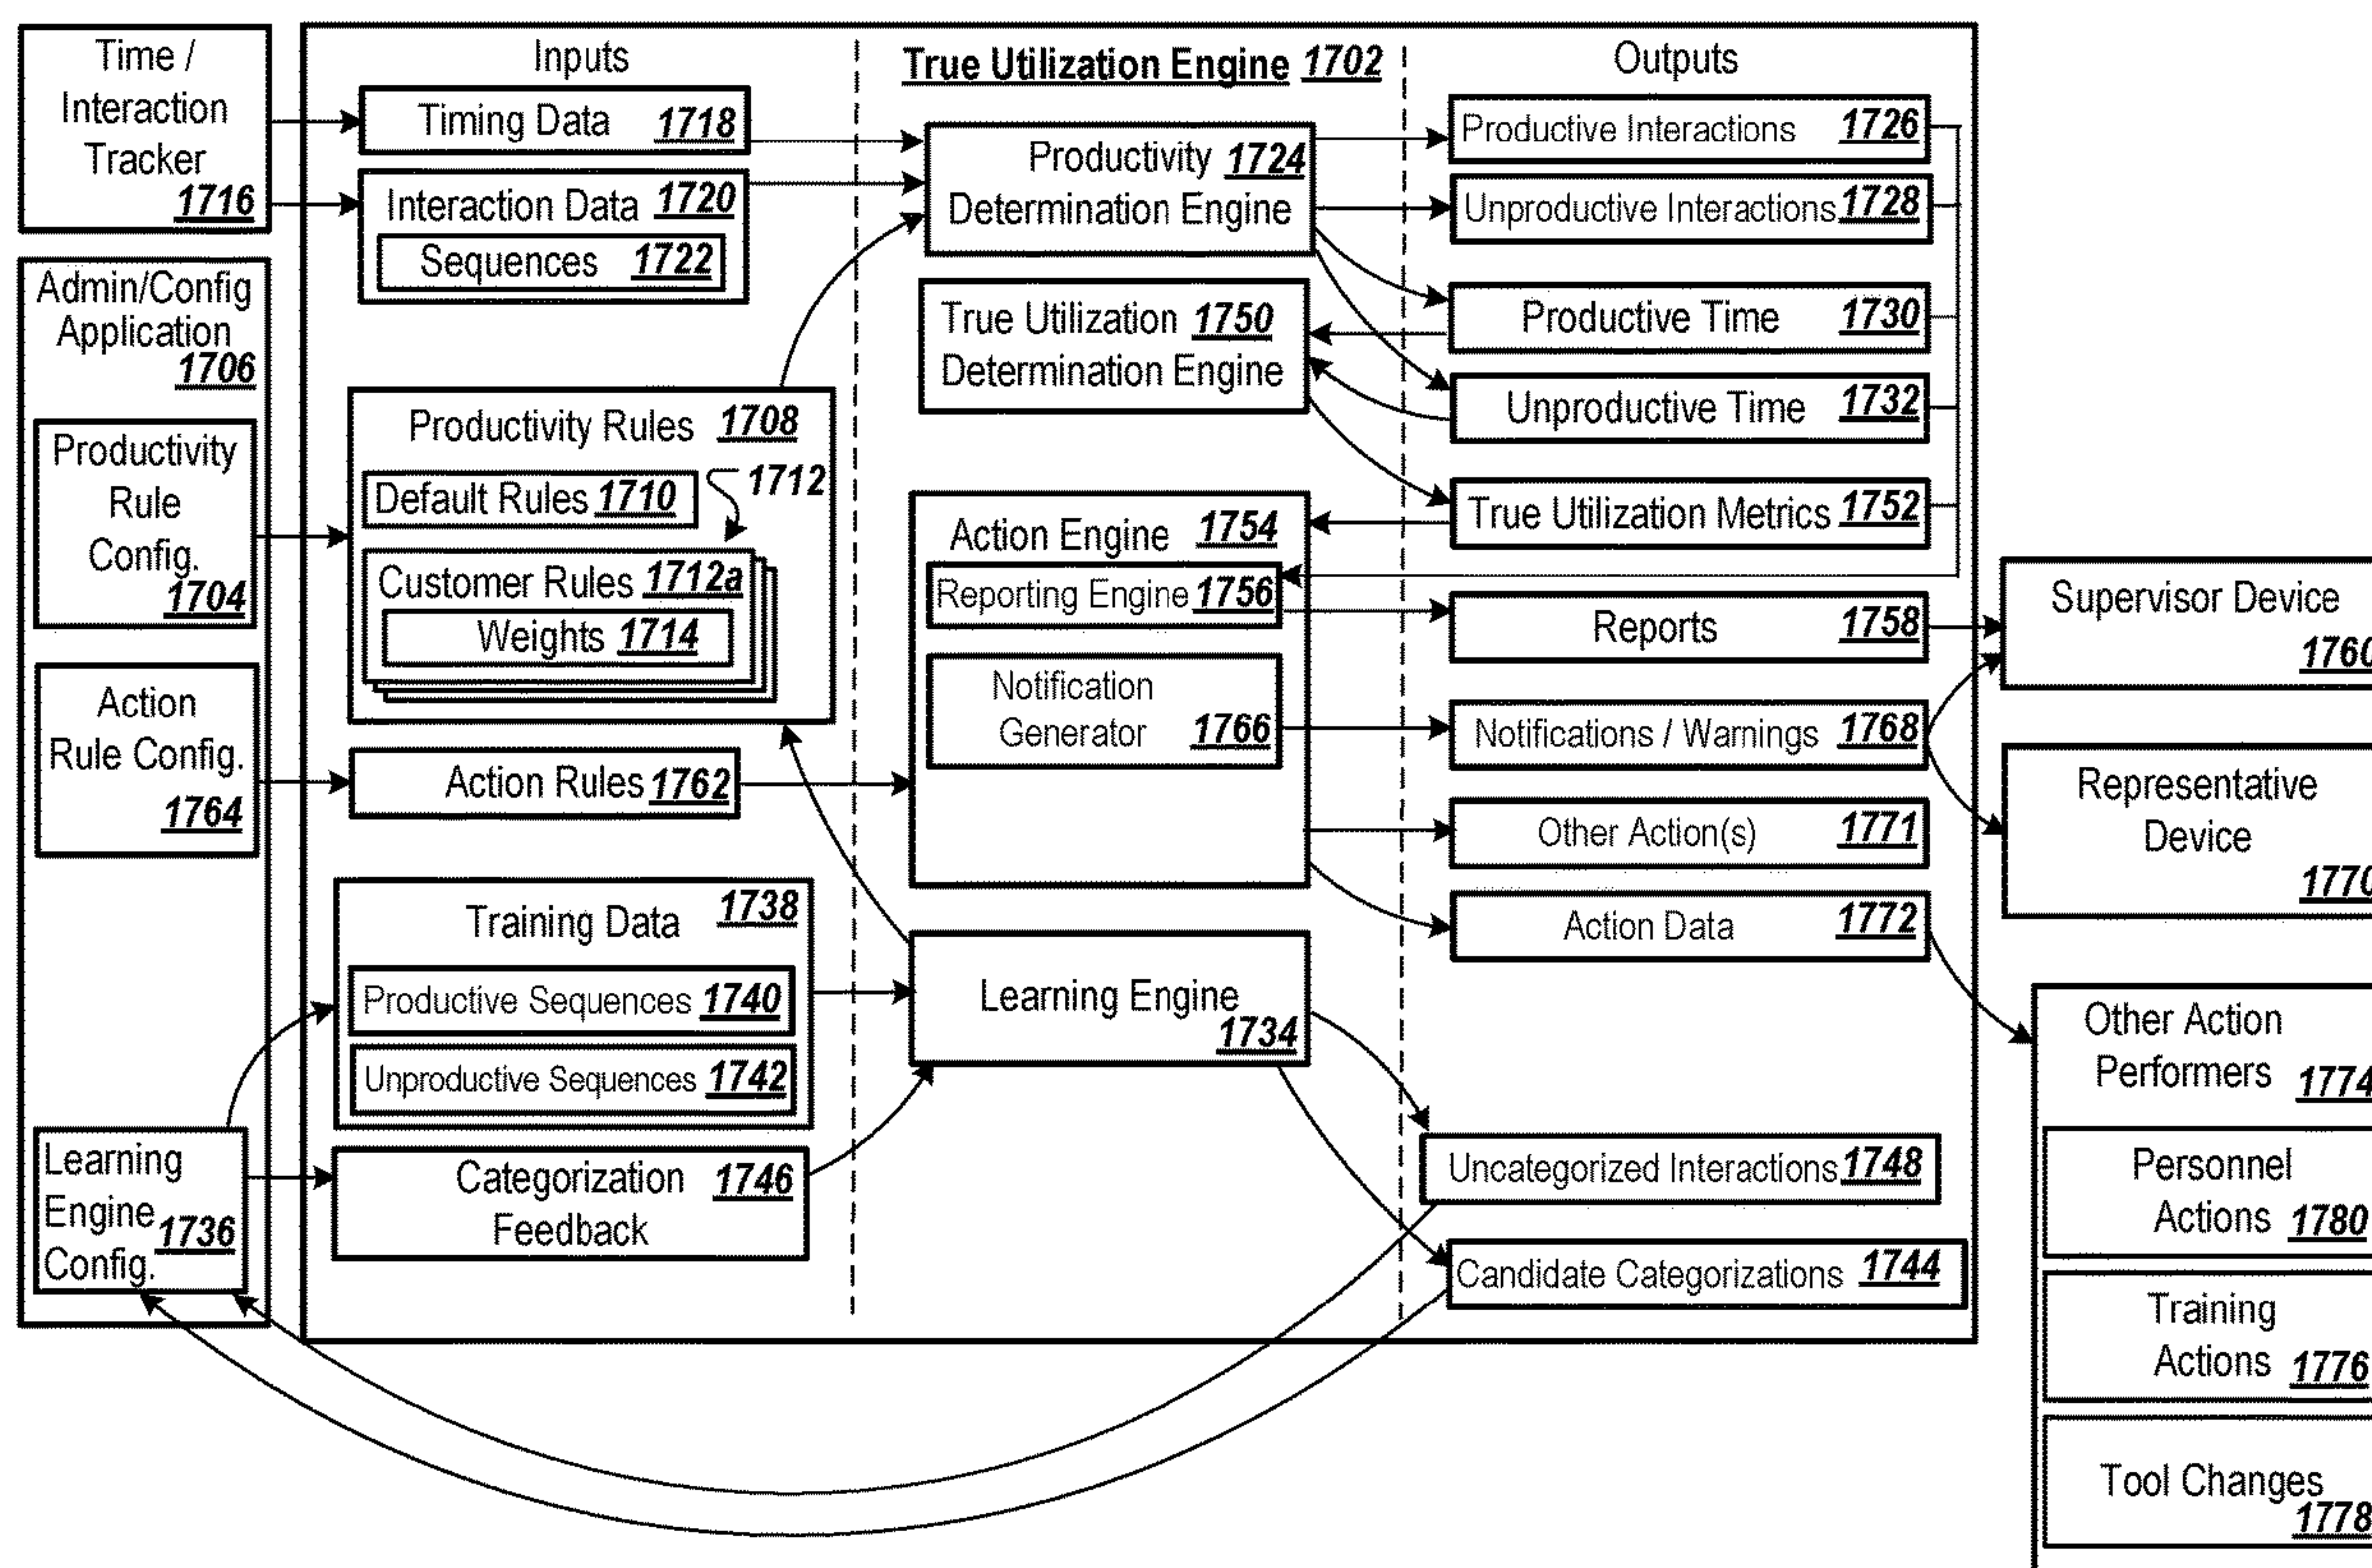 Time /
Interaction
Tracker
1716
Admin/Config
Application
1706
Productivity
Rule
Config.
1704
Action
Rule Config.
1764
Learning
Engine
1736
Config.
Inputs
Timing Data 1718
Interaction Data 1720
Sequences 1722
Productivity Rules 1708
1712
Default Rules 1710
Customer Rules 1712a
Weights 1714
Action Rules 1762
Training Data 1738
Productive Sequences 1740
Unproductive Sequences 1742
Categorization 1746
Feedback
True Utilization Engine 1702
Productivity 1724
Determination Engine
True Utilization 1750
Determination Engine
Action Engine 1754
Reporting Engine 1756
Notification
Generator 1766
Learning Engine
1734
Outputs
Productive Interactions 1726
Unproductive Interactions 1728
Productive Time 1730
Unproductive Time 1732
True Utilization Metrics 1752
Reports 1758
Notifications / Warnings 1768
Other Action(s) 1771
Action Data 1772
Uncategorized Interactions 1748
Candidate Categorizations 1744
Supervisor Device
1760
Representative
Device
1770
Other Action
Performers 1774
Personnel
Actions 1780
Training
Actions 1776
Tool Changes
1778